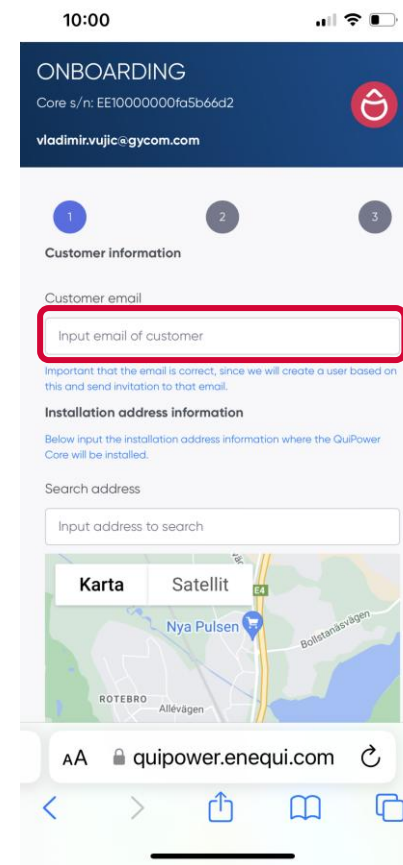 10:00
ONBOARDING
Core s/n: EE10000000fa5b66d2
vladimir.vujic@gycom.com
1
2
3
Customer information
Customer email
Input email of customer
Important that the email is correct, since we will create a user based on
this and send invitation to that email.
Installation address information
Below input the installation address information where the QuiPower
Core will be installed.
Search address
Input address to search
Karta
Satellit
E4
Nya Pulsen
Bollstanäsvägen
ROTEBRO
Allévägen
AA
quipower.enequi.com